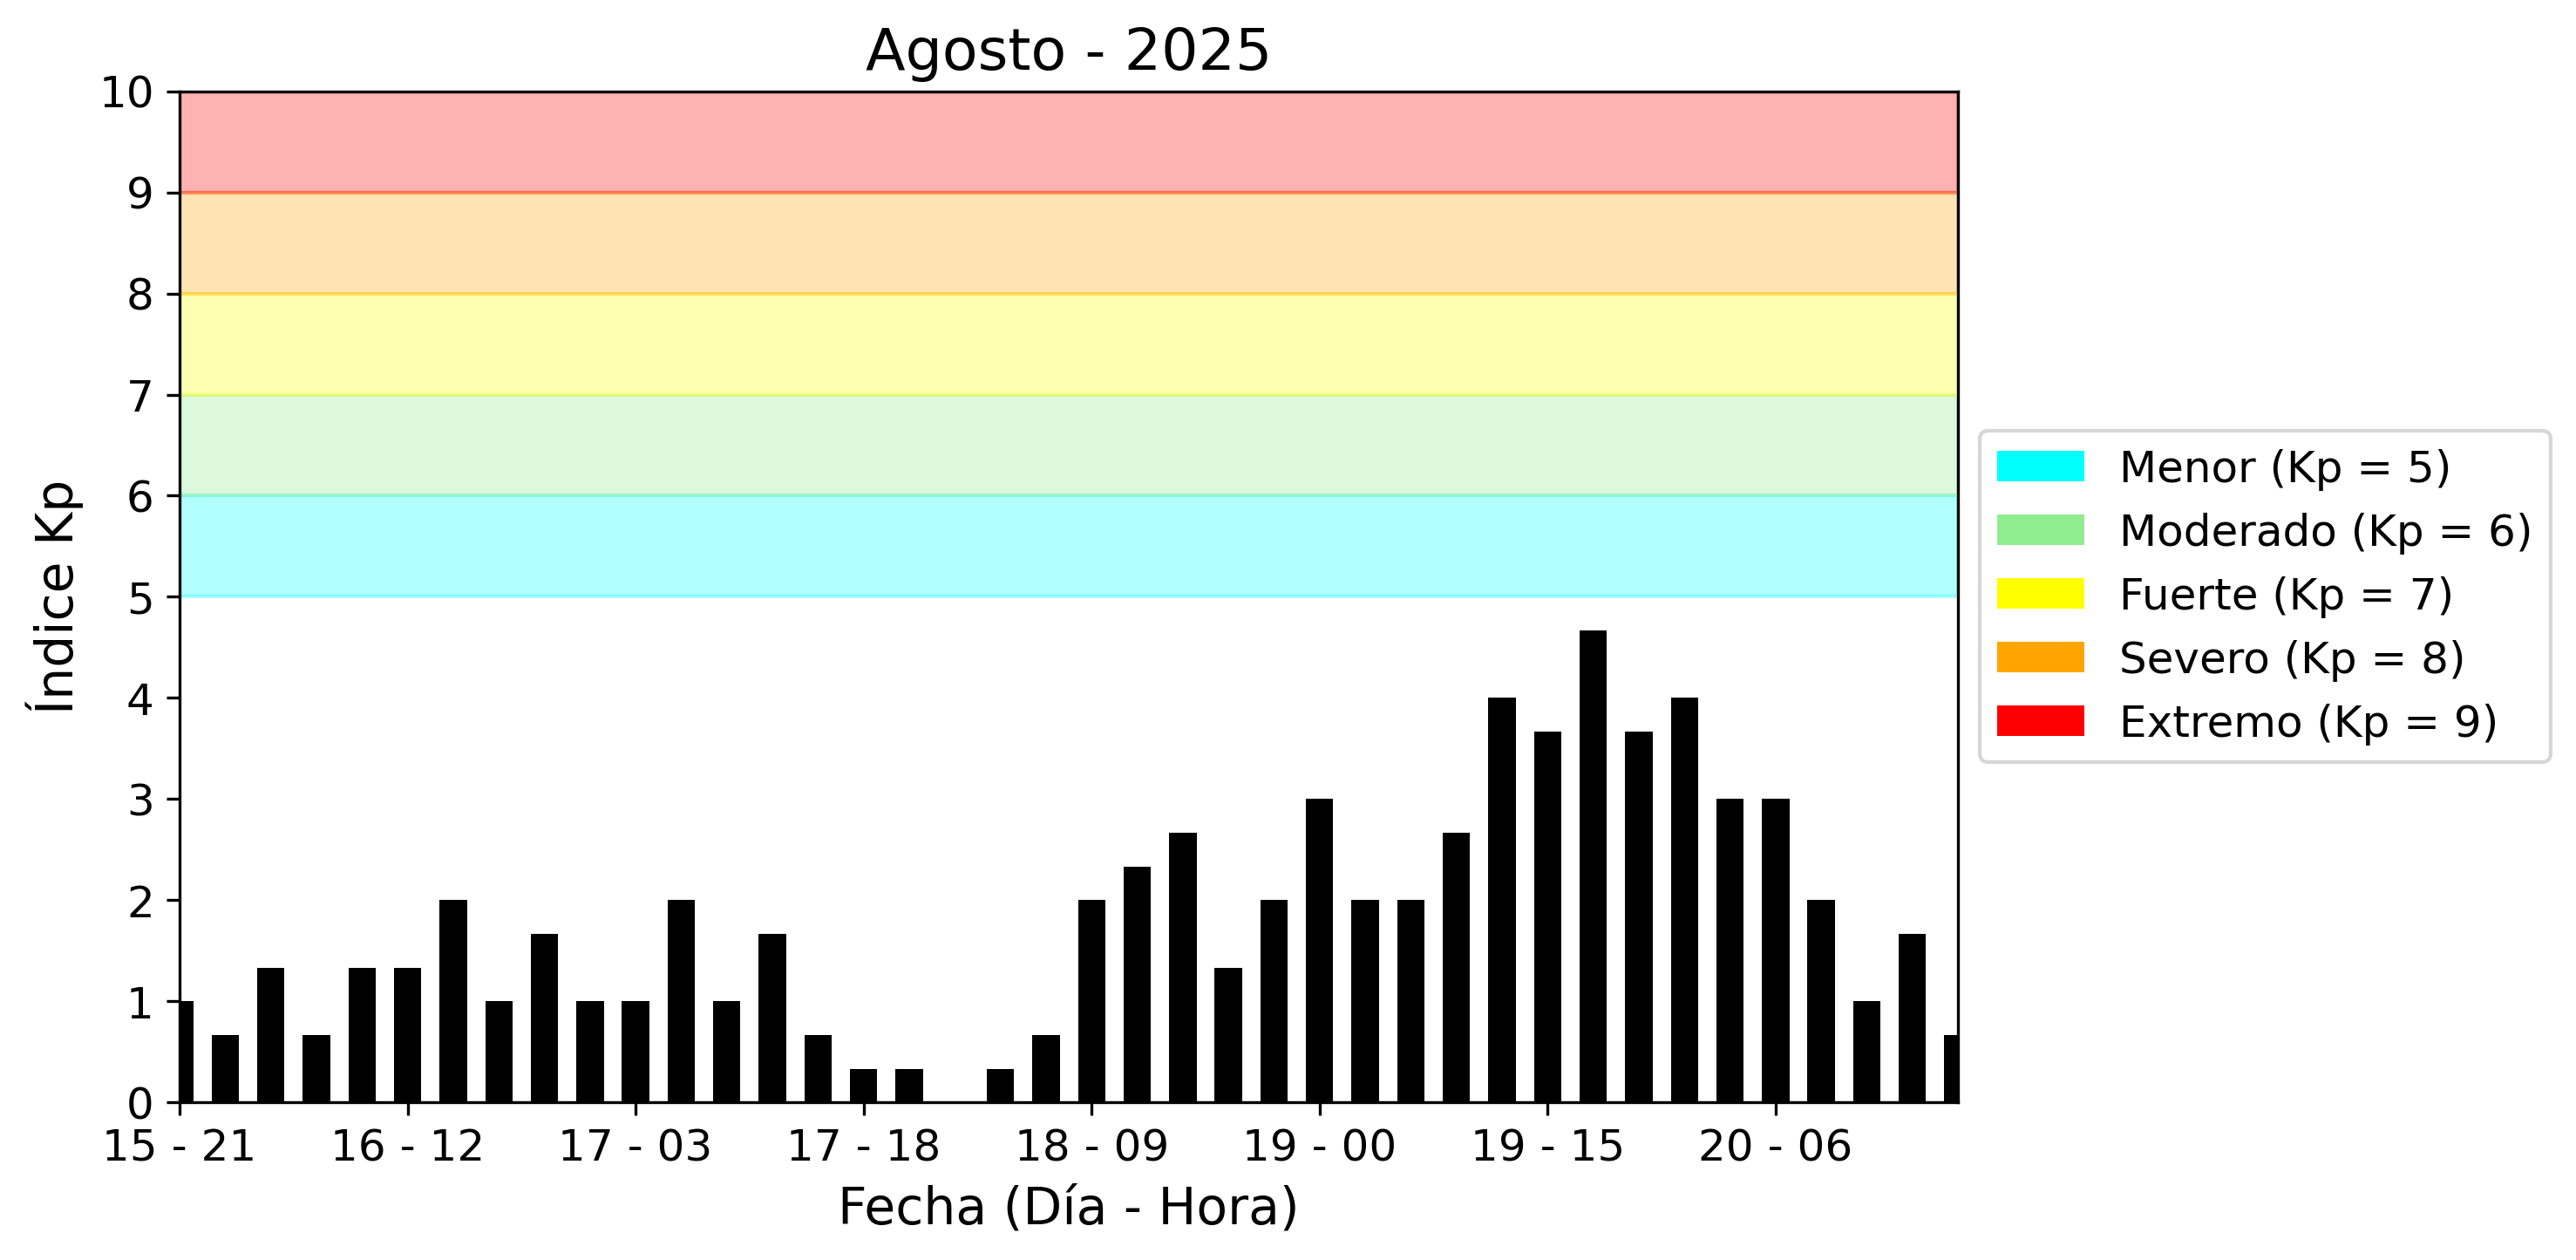 Agosto - 2025
10
9
8
7
6
5
4
3
2
1
0
Índice Kp
15 - 21
16 - 12
17 - 03
17 - 18
18 - 09
19 - 00
19 - 15
20 - 06
Fecha (Día - Hora)
Menor (Kp = 5)
Moderado (Kp = 6)
Fuerte (Kp = 7)
Severo (Kp = 8)
Extremo (Kp = 9)